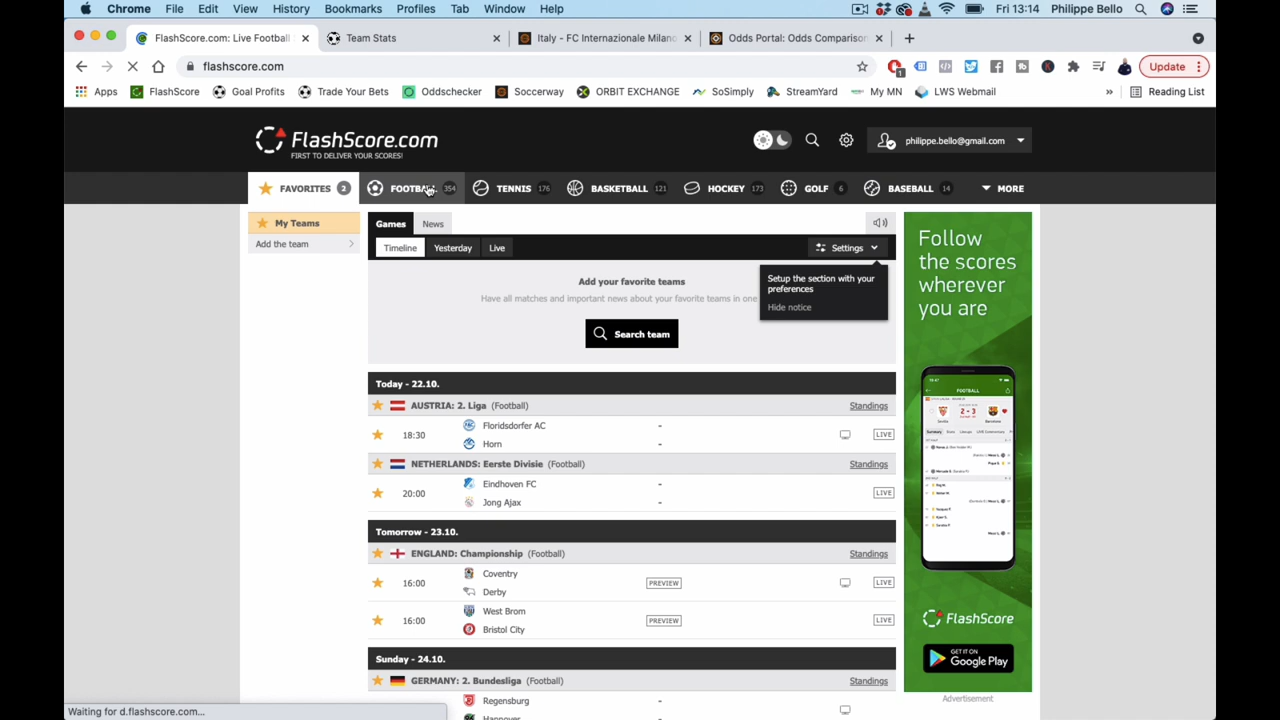 Chrome File Edit View History Bookmarks Profiles Tab Window Help Fri 13:14 Philippe Bello
FlashScore.com: Live Football Team Stats Italy - FC Internazionale Milano Odds Portal: Odds Comparison
flashscore.com Update
Apps FlashScore Goal Profits Trade Your Bets Oddschecker Soccerway ORBIT EXCHANGE SoSimply StreamYard My MN LWS Webmail » Reading List
FlashScore.com
FIRST TO DELIVER YOUR SCORES!
philippe.bello@gmail.com
FAVORITES 2 FOOTBALL 354 TENNIS 176 BASKETBALL 121 HOCKEY 173 GOLF 6 BASEBALL 14 MORE
My Teams
Add the team
Games News
Timeline Yesterday Live Settings
Setup the section with your
preferences
Hide notice
Add your favorite teams
Have all matches and important news about your favorite teams in one
Search team
Today - 22.10.
AUSTRIA: 2. Liga (Football) Standings
18:30 Floridsdorfer AC - LIVE
Horn -
NETHERLANDS: Eerste Divisie (Football) Standings
20:00 Eindhoven FC - LIVE
Jong Ajax -
Tomorrow - 23.10.
ENGLAND: Championship (Football) Standings
16:00 Coventry PREVIEW LIVE
Derby
16:00 West Brom PREVIEW LIVE
Bristol City
Sunday - 24.10.
GERMANY: 2. Bundesliga (Football) Standings
Regensburg -
Hannover
Follow
the scores
wherever
you are
FOOTBALL
2 - 3
FlashScore
GET IT ON
Google Play
Advertisement
Waiting for d.flashscore.com...